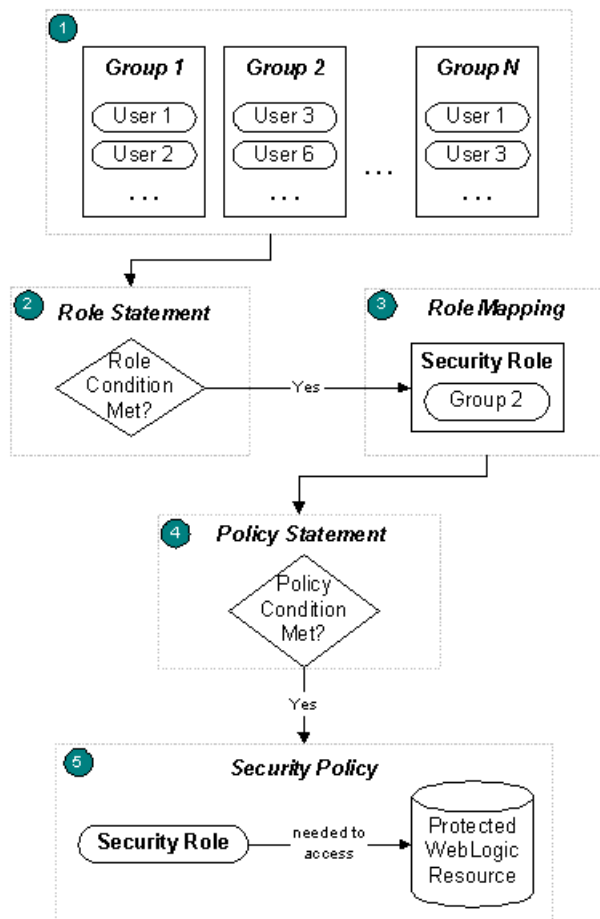 1
Group 1
User 1
User 2
...
Group 2
User 3
User 6
...
...
Group N
User 1
User 3
...
2
Role Statement
Role
Condition
Met?
Yes
3
Role Mapping
Security Role
Group 2
4
Policy Statement
Policy
Condition
Met?
Yes
5
Security Policy
Security Role
needed to
access
Protected
WebLogic
Resource